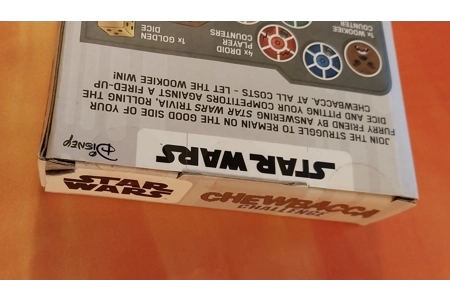 STAR WARS
Disney
JOIN THE STRUGGLE TO REMAIN ON THE GOOD SIDE OF YOUR
FURRY FRIEND BY ANSWERING STAR WARS TRIVIA, ROLLING THE
DICE AND PITTING YOUR COMPETITORS AGAINST A FIRED-UP
CHEWBACCA AT ALL COSTS - LET THE WOOKIEE WIN!
1x WOOKIEE
COUNTER
4x DROID
PLAYER
COUNTERS
1x GOLDEN
DICE
STAR
WARS
CHEWBACCA
CHALLENGE